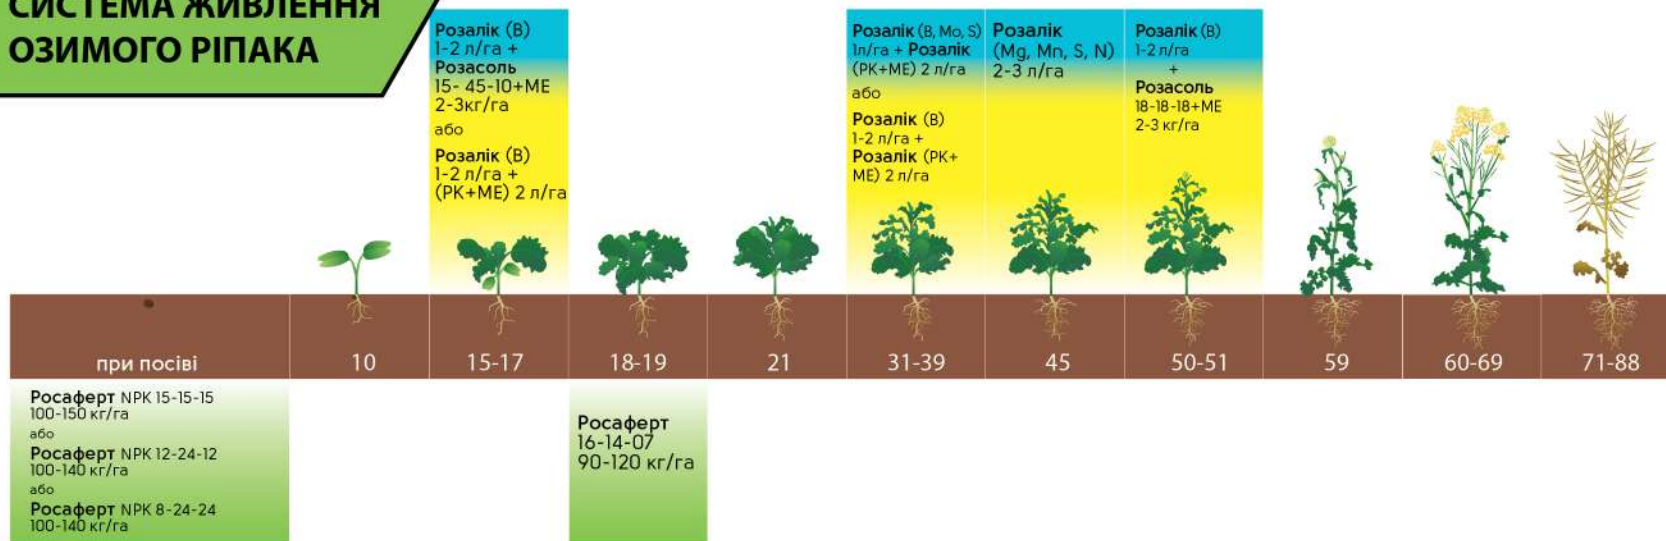 СИСТЕМА ЖИВЛЕННЯ
ОЗИМОГО РІПАКА
Розалік (В)
1-2 л/га +
Розасоль
15- 45-10+МЕ
2-3кг/га
або
Розалік (В)
1-2 л/га +
(РК+МЕ) 2 л/га
Розалік (В, Мо, S)
1л/га + Розалік
(РК+МЕ) 2 л/га
або
Розалік (В)
1-2 л/га +
Розалік (РК+
МЕ) 2 л/га
Розалік
(Mg, Mn, S, N)
2-3 л/га
Розалік (В)
1-2 л/га
+
Розасоль
18-18-18+МЕ
2-3 кг/га
при посіві
10
15-17
18-19
21
31-39
45
50-51
59
60-69
71-88
Росаферт NPK 15-15-15
100-150 кг/га
або
Росаферт NPK 12-24-12
100-140 кг/га
або
Росаферт NPK 8-24-24
100-140 кг/га
Росаферт
16-14-07
90-120 кг/га